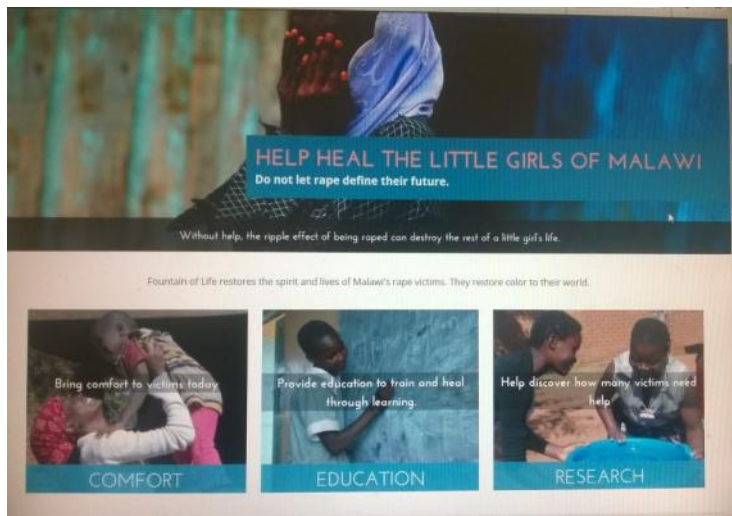 HELP HEAL THE LITTLE GIRLS OF MALAWI
Do not let rape define their future.
Without help, the ripple effect of being raped can destroy the rest of a little girl's life.
Fountain of Life restores the spirit and lives of Malawi's rape victims. They restore color to their world.
Bring comfort to victims today
COMFORT
Provide education to train and heal
through learning.
EDUCATION
Help discover how many victims need
help
RESEARCH